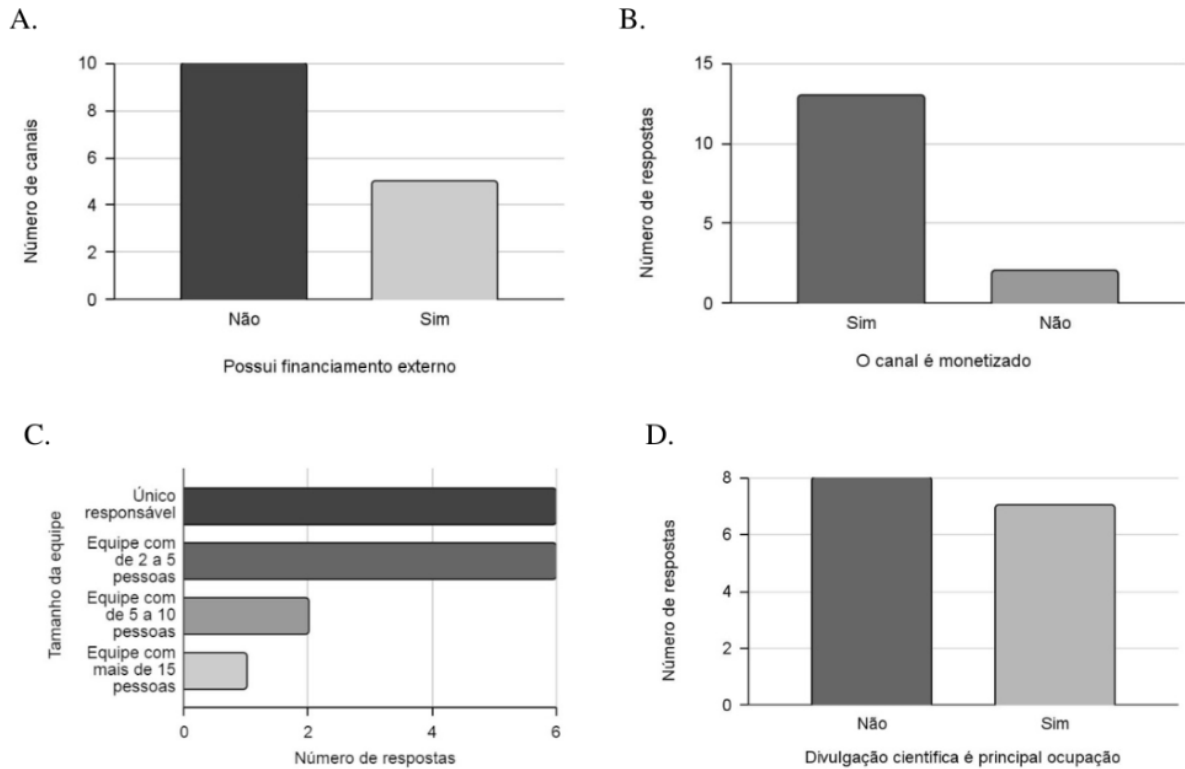 A.
10
8
6
4
2
0
Número de canais
Não
Sim
Possui financiamento externo
B.
15
10
5
0
Número de respostas
Sim
Não
O canal é monetizado
C.
Tamanho da equipe
Único
responsável
Equipe com
de 2 a 5
pessoas
Equipe com
de 5 a 10
pessoas
Equipe com
mais de 15
pessoas
0
2
4
6
Número de respostas
D.
8
6
4
2
0
Número de respostas
Não
Sim
Divulgação científica é principal ocupação